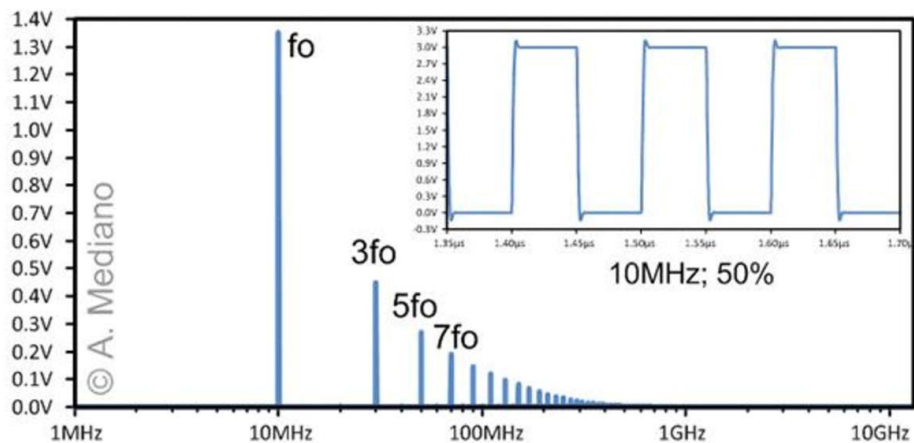 1.4V
1.3V
1.2V
1.1V
1.0V
0.9V
0.8V
0.7V
0.6V
0.5V
0.4V
0.3V
0.2V
0.1V
0.0V
© A. Mediano
fo
3fo
5fo
7fo
3.3V
3.0V
2.7V
2.4V
2.1V
1.8V
1.5V
1.2V
0.9V
0.6V
0.3V
0.0V
-0.3V
1.35µs 1.40µs 1.45µs 1.50µs 1.55µs 1.60µs 1.65µs 1.70µs
10MHz; 50%
1MHz 10MHz 100MHz 1GHz 10GHz